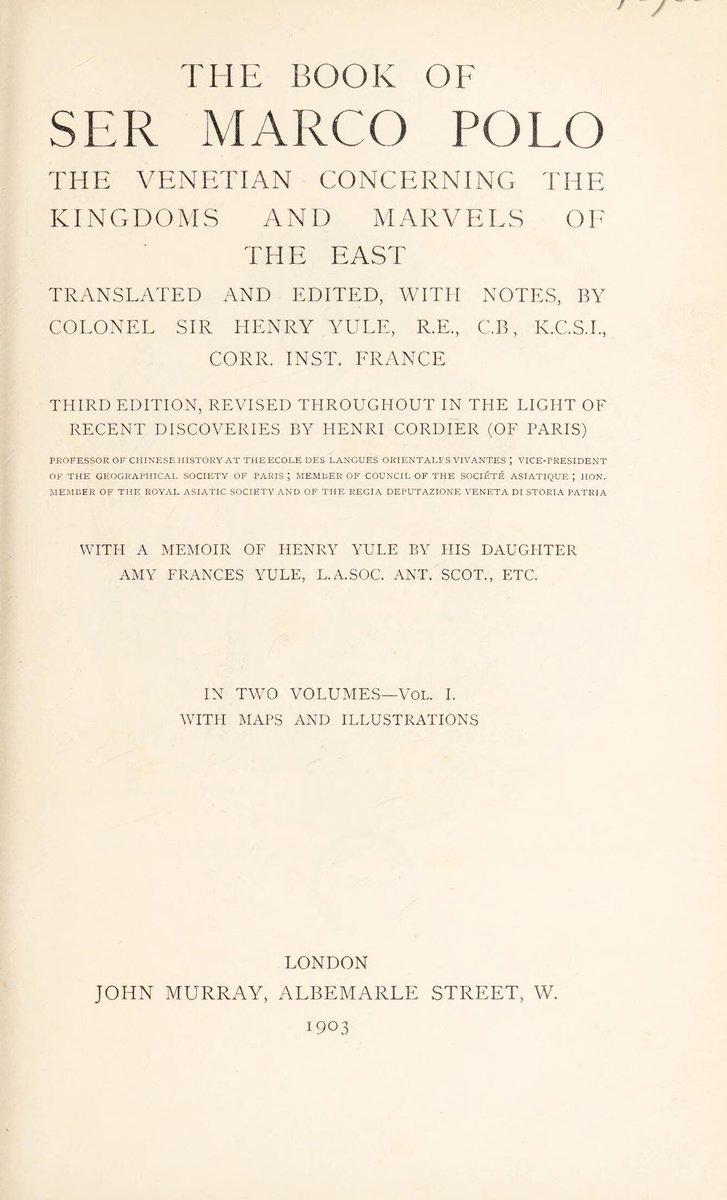 THE BOOK OF
SER MARCO POLO
THE VENETIAN CONCERNING THE
KINGDOMS AND MARVELS OF
THE EAST
TRANSLATED AND EDITED, WITH NOTES, BY
COLONEL SIR HENRY YULE, R.E., C.B, K.C.S.I.,
CORR. INST. FRANCE
THIRD EDITION, REVISED THROUGHOUT IN THE LIGHT OF
RECENT DISCOVERIES BY HENRI CORDIER (OF PARIS)
PROFESSOR OF CHINESE HISTORY AT THE ECOLE DES LANGUES ORIENTALES VIVANTES; VICE-PRESIDENT
OF THE GEOGRAPHICAL SOCIETY OF PARIS; MEMBER OF COUNCIL OF THE SOCIÉTÉ ASIATIQUE; HON.
MEMBER OF THE ROYAL ASIATIC SOCIETY AND OF THE REGIA DEPUTAZIONE VENETA DI STORIA PATRIA
WITH A MEMOIR OF HENRY YULE BY HIS DAUGHTER
AMY FRANCES YULE, L.A.SOC. ANT. SCOT., ETC.
IN TWO VOLUMES—VOL. I.
WITH MAPS AND ILLUSTRATIONS
LONDON
JOHN MURRAY, ALBEMARLE STREET, W.
1903